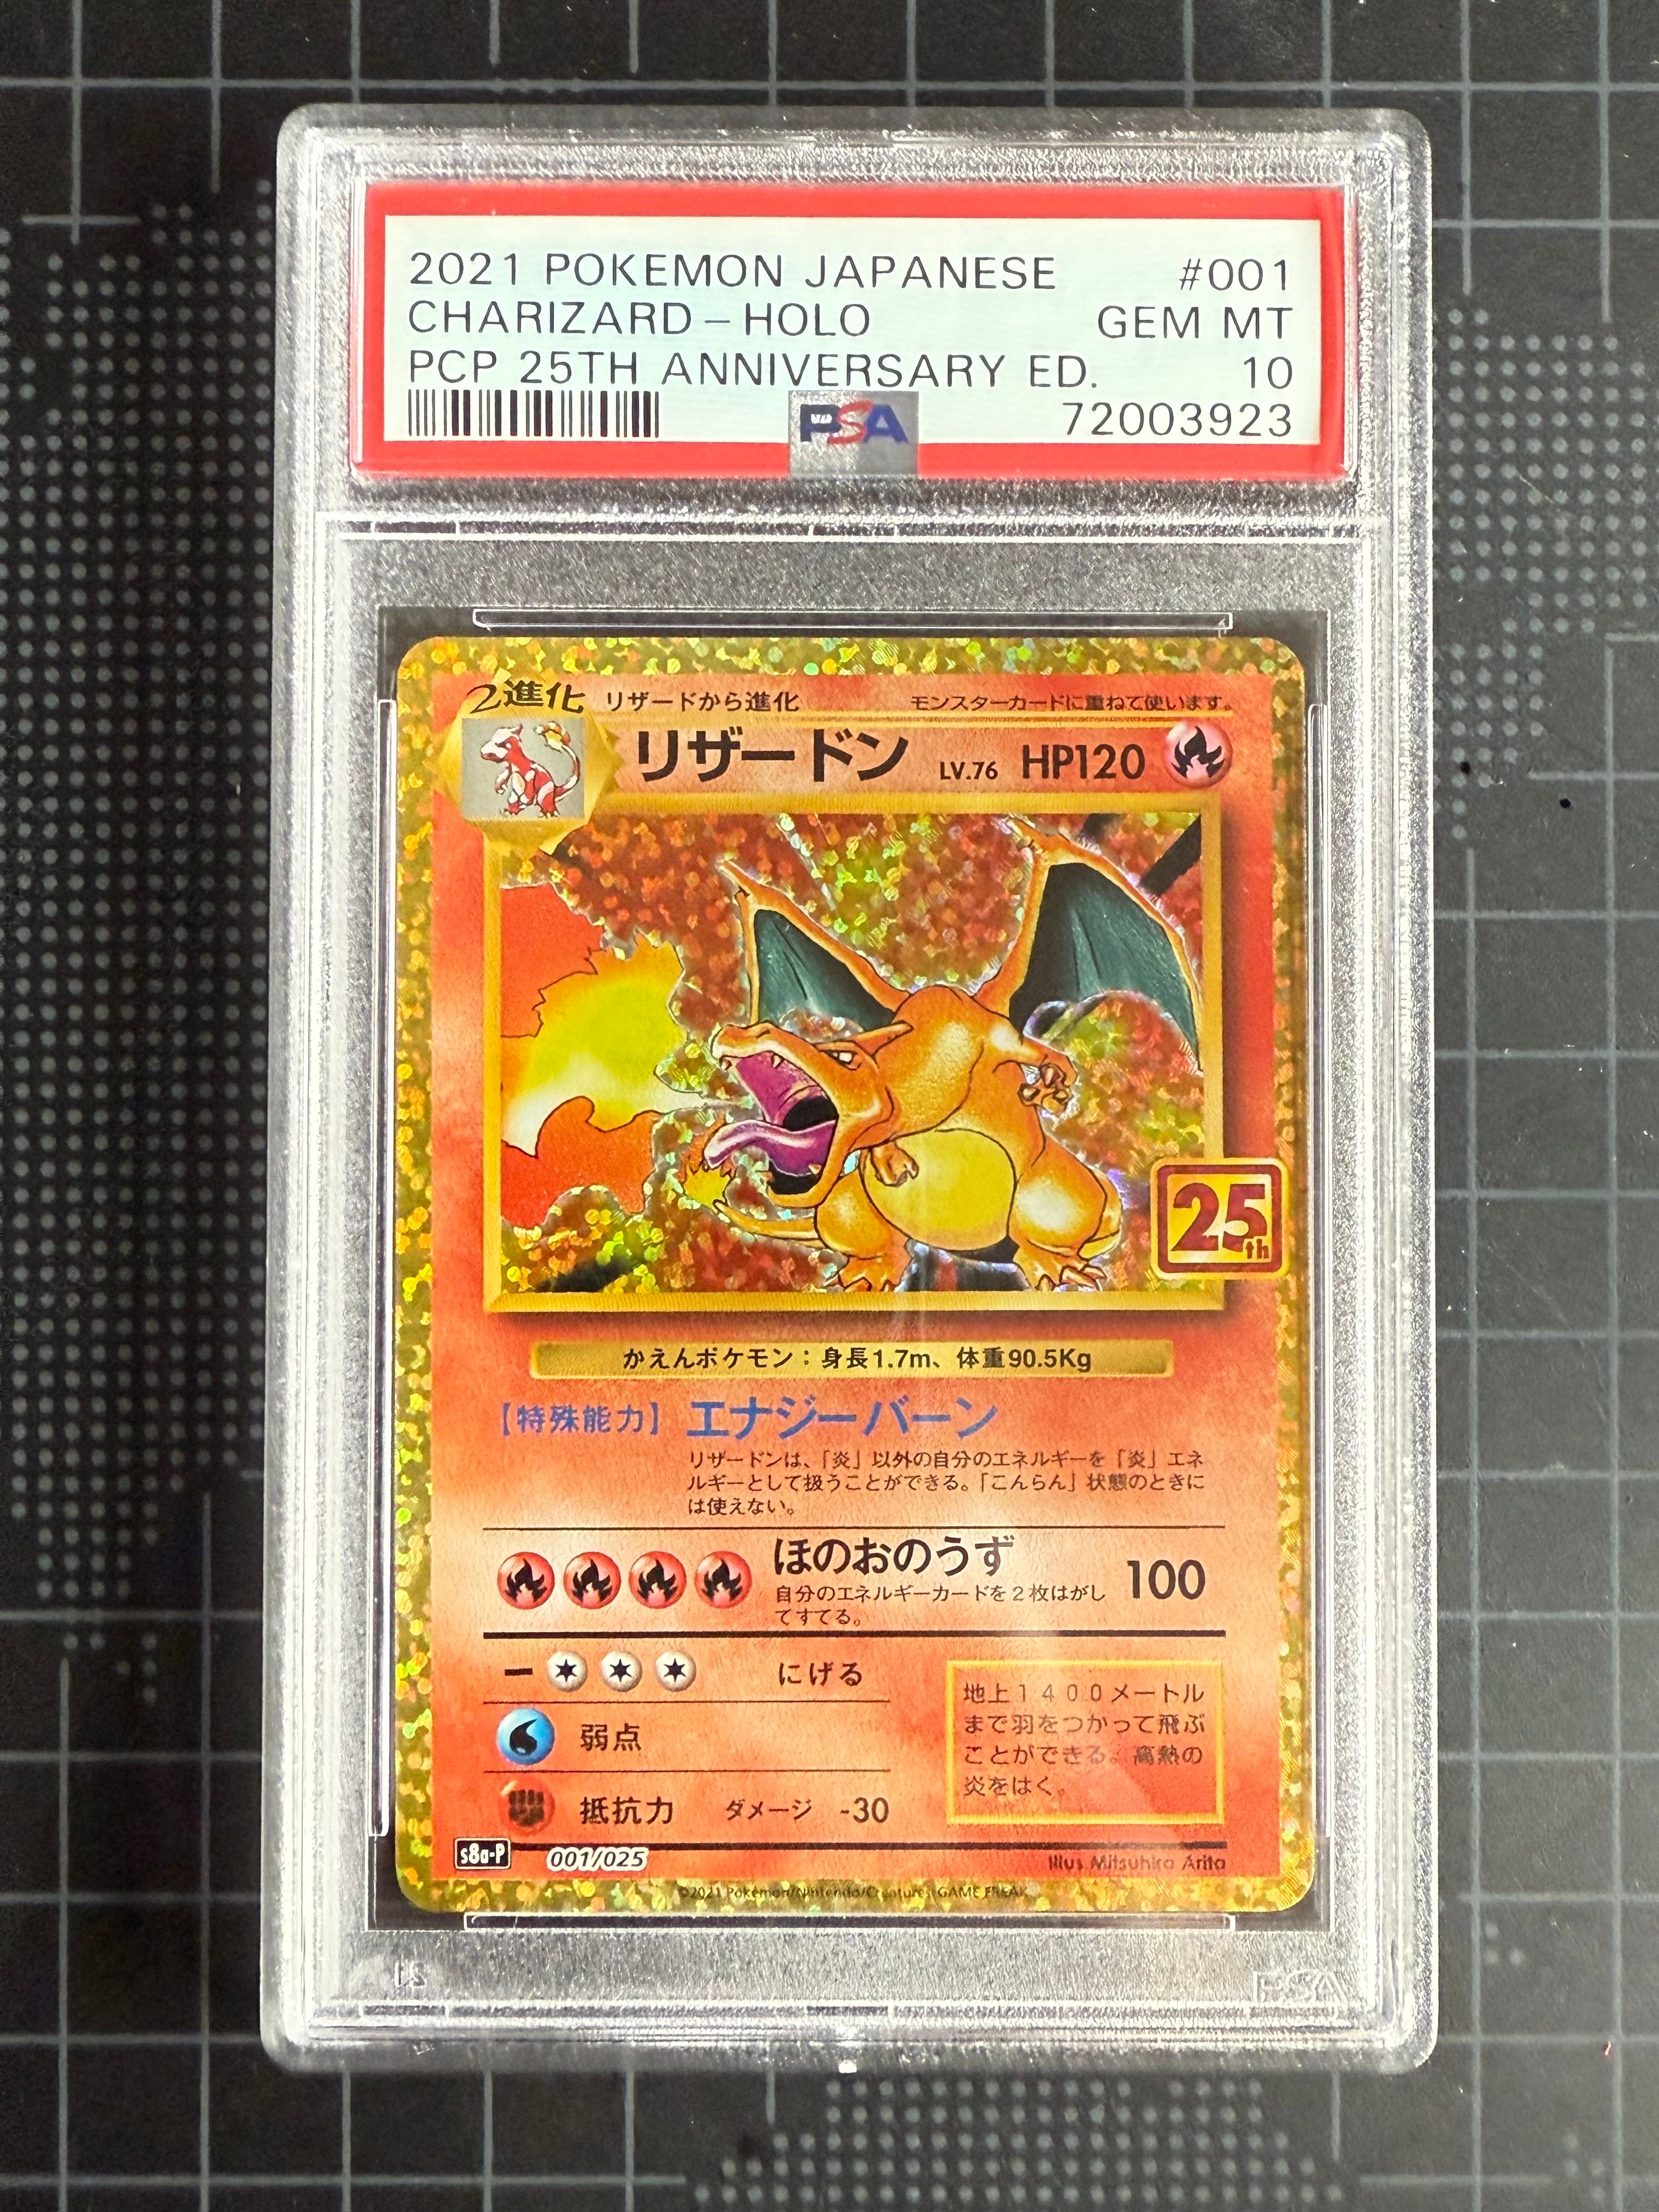 2021 POKEMON JAPANESE #001
CHARIZARD-HOLO GEM MT
PCP 25TH ANNIVERSARY ED. 10
PSA 72003923
2進化 リザードから進化 モンスターカードに重ねて使います。
リザードン LV.76 HP120
25th
かえんポケモン：身長1.7m、体重90.5Kg
【特殊能力】 エナジーバーン
リザードンは、「炎」以外の自分のエネルギーを「炎」エネ
ルギーとして扱うことができる。「こんらん」状態のときに
は使えない。
ほのおのうず 100
自分のエネルギーカードを2枚はがし
てすてる。
にげる
弱点
抵抗力 ダメージ -30
地上1400メートル
まで羽をつかって飛ぶ
ことができる。高熱の
炎をはく。
s8a-P 001/025 Illus. Mitsuhiro Arita
©2021 Pokémon/Nintendo/Creatures/GAME FREAK
PSA